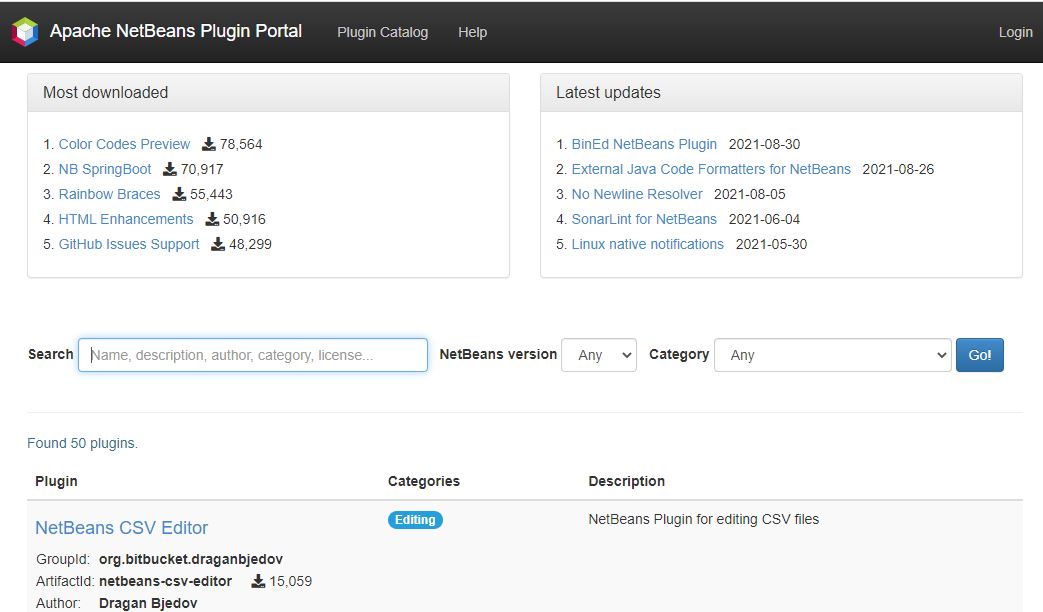 Apache NetBeans Plugin Portal Plugin Catalog Help Login
Most downloaded
1. Color Codes Preview 78,564
2. NB SpringBoot 70,917
3. Rainbow Braces 55,443
4. HTML Enhancements 50,916
5. GitHub Issues Support 48,299
Latest updates
1. BinEd NetBeans Plugin 2021-08-30
2. External Java Code Formatters for NetBeans 2021-08-26
3. No Newline Resolver 2021-08-05
4. SonarLint for NetBeans 2021-06-04
5. Linux native notifications 2021-05-30
Search Name, description, author, category, license... NetBeans version Any Category Any Go!
Found 50 plugins.
Plugin Categories Description
NetBeans CSV Editor Editing NetBeans Plugin for editing CSV files
GroupId: org.bitbucket.draganbjedov
ArtifactId: netbeans-csv-editor 15,059
Author: Dragan Bjedov